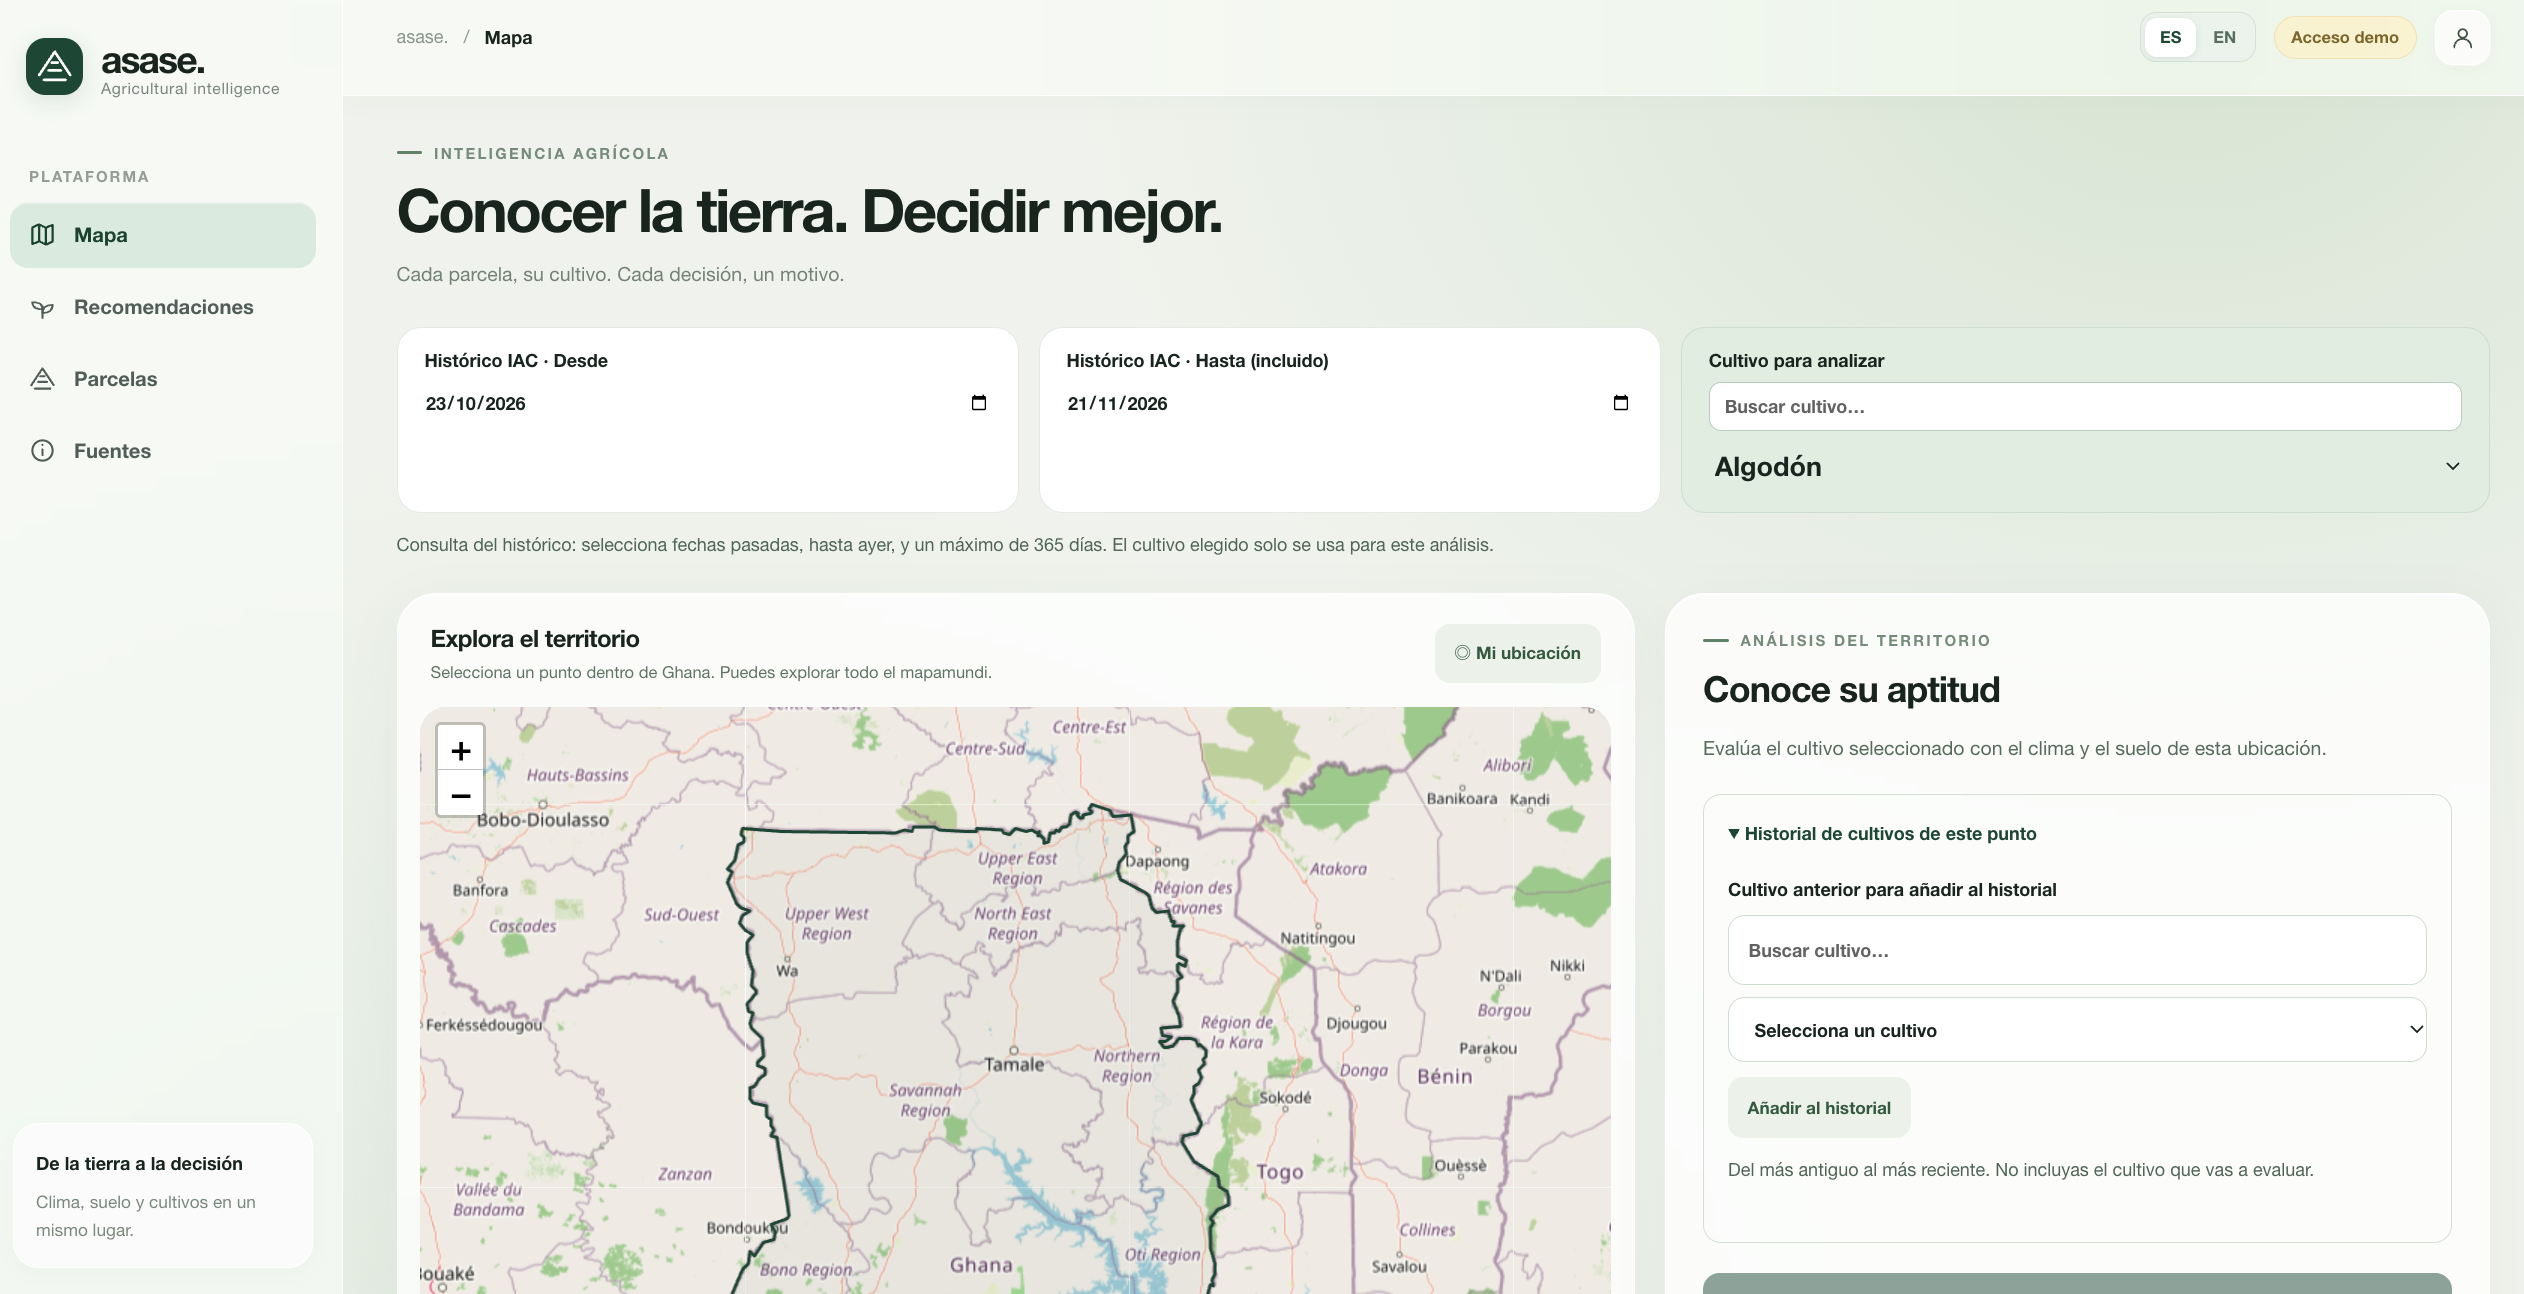 asase.
Agricultural intelligence
PLATAFORMA
Mapa
Recomendaciones
Parcelas
Fuentes
De la tierra a la decisión
Clima, suelo y cultivos en un
mismo lugar.
asase. / Mapa
ES EN
Acceso demo
INTELIGENCIA AGRÍCOLA
Conocer la tierra. Decidir mejor.
Cada parcela, su cultivo. Cada decisión, un motivo.
Histórico IAC · Desde
23/10/2026
Histórico IAC · Hasta (incluido)
21/11/2026
Cultivo para analizar
Buscar cultivo...
Algodón
Consulta del histórico: selecciona fechas pasadas, hasta ayer, y un máximo de 365 días. El cultivo elegido solo se usa para este análisis.
Explora el territorio
Selecciona un punto dentro de Ghana. Puedes explorar todo el mapamundi.
Mi ubicación
+
−
Centre-Ouest
Centre-Est
Centre-Sud
Hauts-Bassins
Alibori
Banikoara
Kandi
Bobo-Dioulasso
Upper East
Region
Dapaong
Atakora
Banfora
Région des
Savanes
Sud-Ouest
Upper West
Region
North East
Region
Cascades
Natitingou
Wa
N'Dali
Nikki
Borgou
Ferkéssédougou
Région de
la Kara
Djougou
Parakou
Tamale
Northern
Region
Donga
Bénin
Savannah
Region
Sokodé
Zanzan
Togo
Ouèssè
Vallée du
Bandama
Bondoukou
Collines
Oti Region
Ghana
Bono Region
Savalou
Bouaké
ANÁLISIS DEL TERRITORIO
Conoce su aptitud
Evalúa el cultivo seleccionado con el clima y el suelo de esta ubicación.
▼ Historial de cultivos de este punto
Cultivo anterior para añadir al historial
Buscar cultivo...
Selecciona un cultivo
Añadir al historial
Del más antiguo al más reciente. No incluyas el cultivo que vas a evaluar.